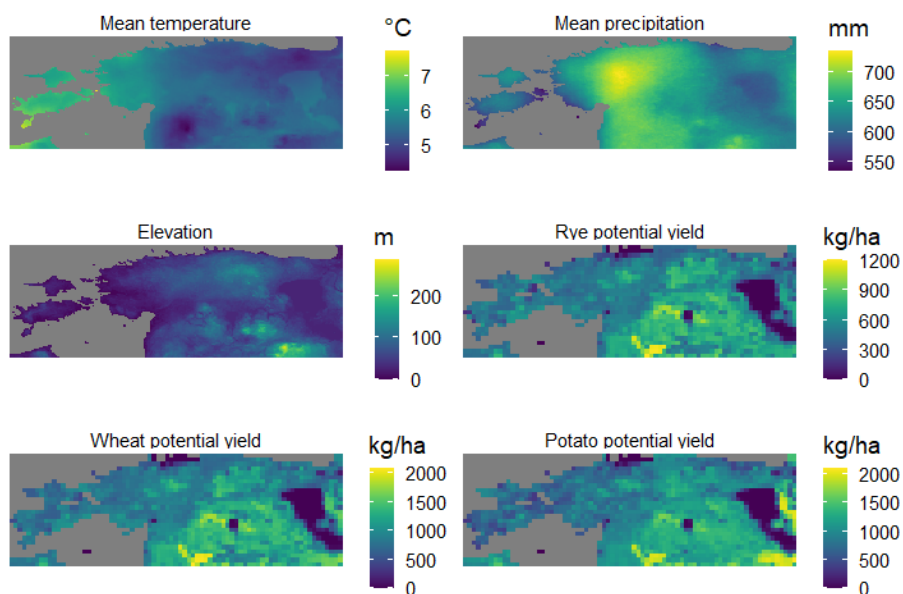 Mean temperature
°C
7
6
5
Mean precipitation
mm
700
650
600
550
Elevation
m
200
100
0
Rye potential yield
kg/ha
1200
900
600
300
0
Wheat potential yield
kg/ha
2000
1500
1000
500
0
Potato potential yield
kg/ha
2000
1500
1000
500
0